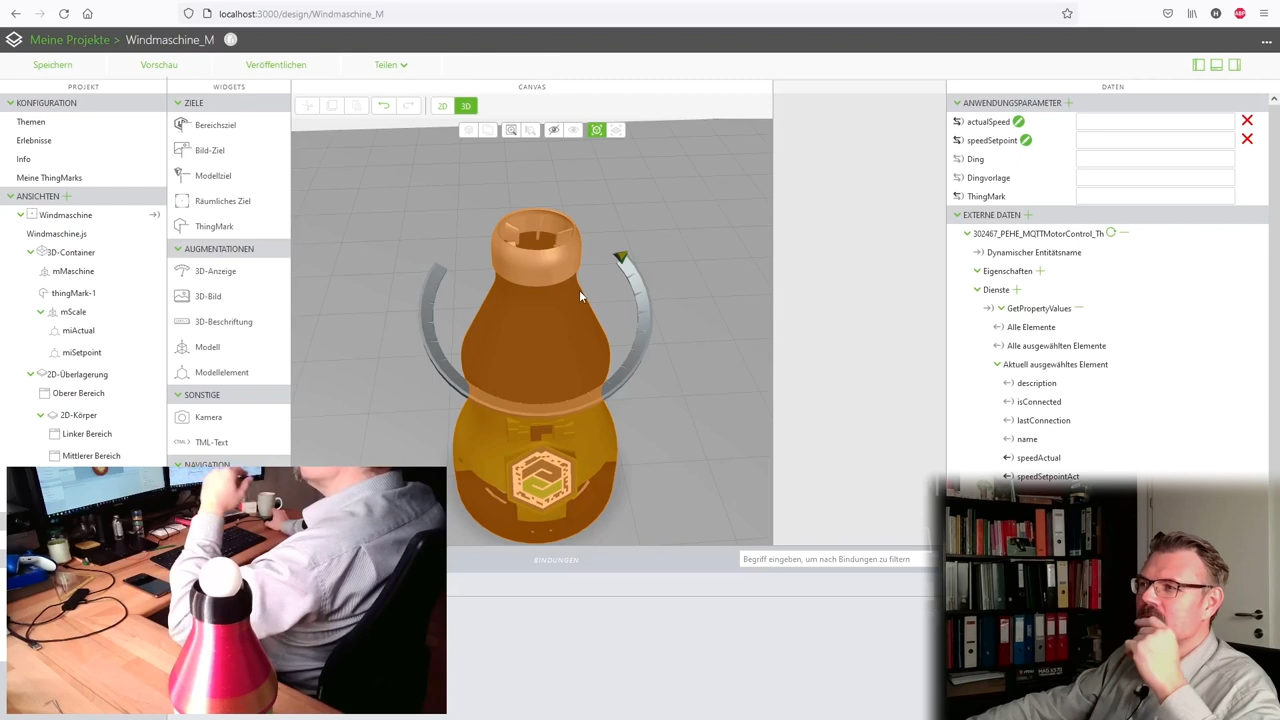 localhost:3000/design/Windmaschine_M
Meine Projekte > Windmaschine_M
Speichern
Vorschau
Veröffentlichen
Teilen
PROJEKT
WIDGETS
CANVAS
DATEN
KONFIGURATION
Themen
Erlebnisse
Info
Meine ThingMarks
ANSICHTEN
Windmaschine
Windmaschine.js
3D-Container
mMaschine
thingMark-1
mScale
miActual
miSetpoint
2D-Überlagerung
Oberer Bereich
2D-Körper
Linker Bereich
Mittlerer Bereich
ZIELE
Bereichsziel
Bild-Ziel
Modellziel
Räumliches Ziel
ThingMark
AUGMENTATIONEN
3D-Anzeige
3D-Bild
3D-Beschriftung
Modell
Modellelement
SONSTIGE
Kamera
TML-Text
NAVIGATION
2D 3D
BINDUNGEN
Begriff eingeben, um nach Bindungen zu filtern
ANWENDUNGSPARAMETER
actualSpeed
speedSetpoint
Ding
Dingvorlage
ThingMark
EXTERNE DATEN
302467_PEHE_MQTTMotorControl_Th
Dynamischer Entitätsname
Eigenschaften
Dienste
GetPropertyValues
Alle Elemente
Alle ausgewählten Elemente
Aktuell ausgewähltes Element
description
isConnected
lastConnection
name
speedActual
speedSetpointAct